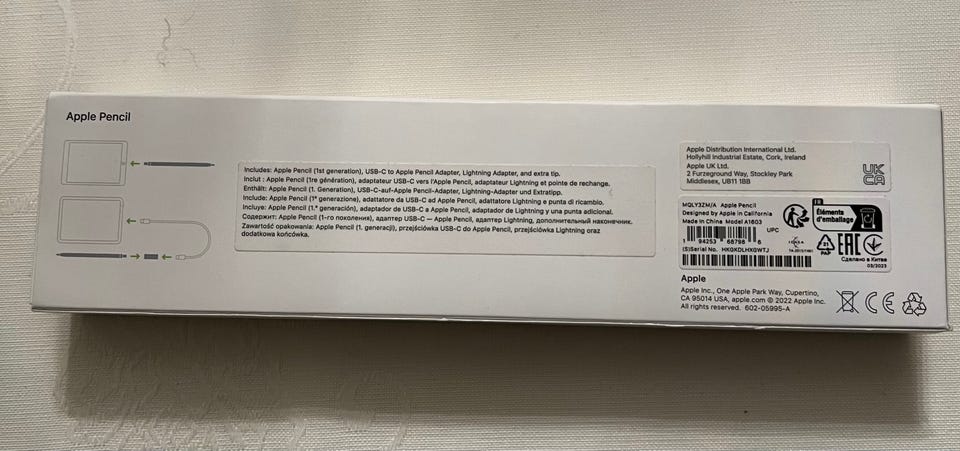 Apple Pencil
Includes: Apple Pencil (1st generation), USB-C to Apple Pencil Adapter, Lightning Adapter, and extra tip.
Inclut : Apple Pencil (1re génération), adaptateur USB-C vers l'Apple Pencil, adaptateur Lightning et pointe de rechange.
Enthält: Apple Pencil (1. Generation), USB-C-auf-Apple-Pencil-Adapter, Lightning-Adapter und Extratipp.
Include: Apple Pencil (1ª generazione), adattatore da USB-C ad Apple Pencil, adattatore Lightning e punta di ricambio.
Incluye: Apple Pencil (1.ª generación), adaptador de USB-C a Apple Pencil, adaptador de Lightning y una punta adicional.
Содержит: Apple Pencil (1-го поколения), адаптер USB-C — Apple Pencil, адаптер Lightning, дополнительный наконечник.
Zawartość opakowania: Apple Pencil (1. generacji), przejściówka USB-C do Apple Pencil, przejściówka Lightning oraz
dodatkowa końcówka.
Apple Distribution International Ltd.
Hollyhill Industrial Estate, Cork, Ireland
Apple UK Ltd.
2 Furzeground Way, Stockley Park
Middlesex, UB11 1BB
UK
CA
MQLY3ZM/A Apple Pencil
Designed by Apple in California
Made in China Model A1603
UPC
1 94253 68798 6
(S)Serial No. HKGKDLHXGWTJ
FR
Éléments
d'emballage
PAP
EAC
Сделано в Китае
03/2023
Apple
Apple Inc., One Apple Park Way, Cupertino,
CA 95014 USA, apple.com © 2022 Apple Inc.
All rights reserved. 602-05995-A
CE